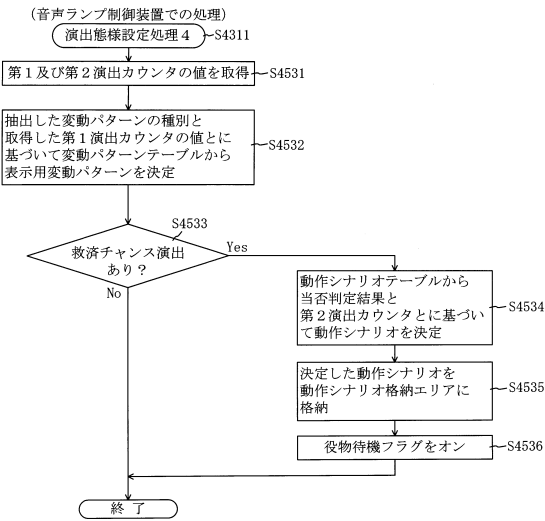 (音声ランプ制御装置での処理)
演出態様設定処理4
S4311
第1及び第2演出カウンタの値を取得
S4531
抽出した変動パターンの種別と
取得した第1演出カウンタの値とに
基づいて変動パターンテーブルから
表示用変動パターンを決定
S4532
S4533
救済チャンス演出
あり?
Yes
No
動作シナリオテーブルから
当否判定結果と
第2演出カウンタとに基づい
て動作シナリオを決定
S4534
決定した動作シナリオを
動作シナリオ格納エリアに
格納
S4535
役物待機フラグをオン
S4536
終了